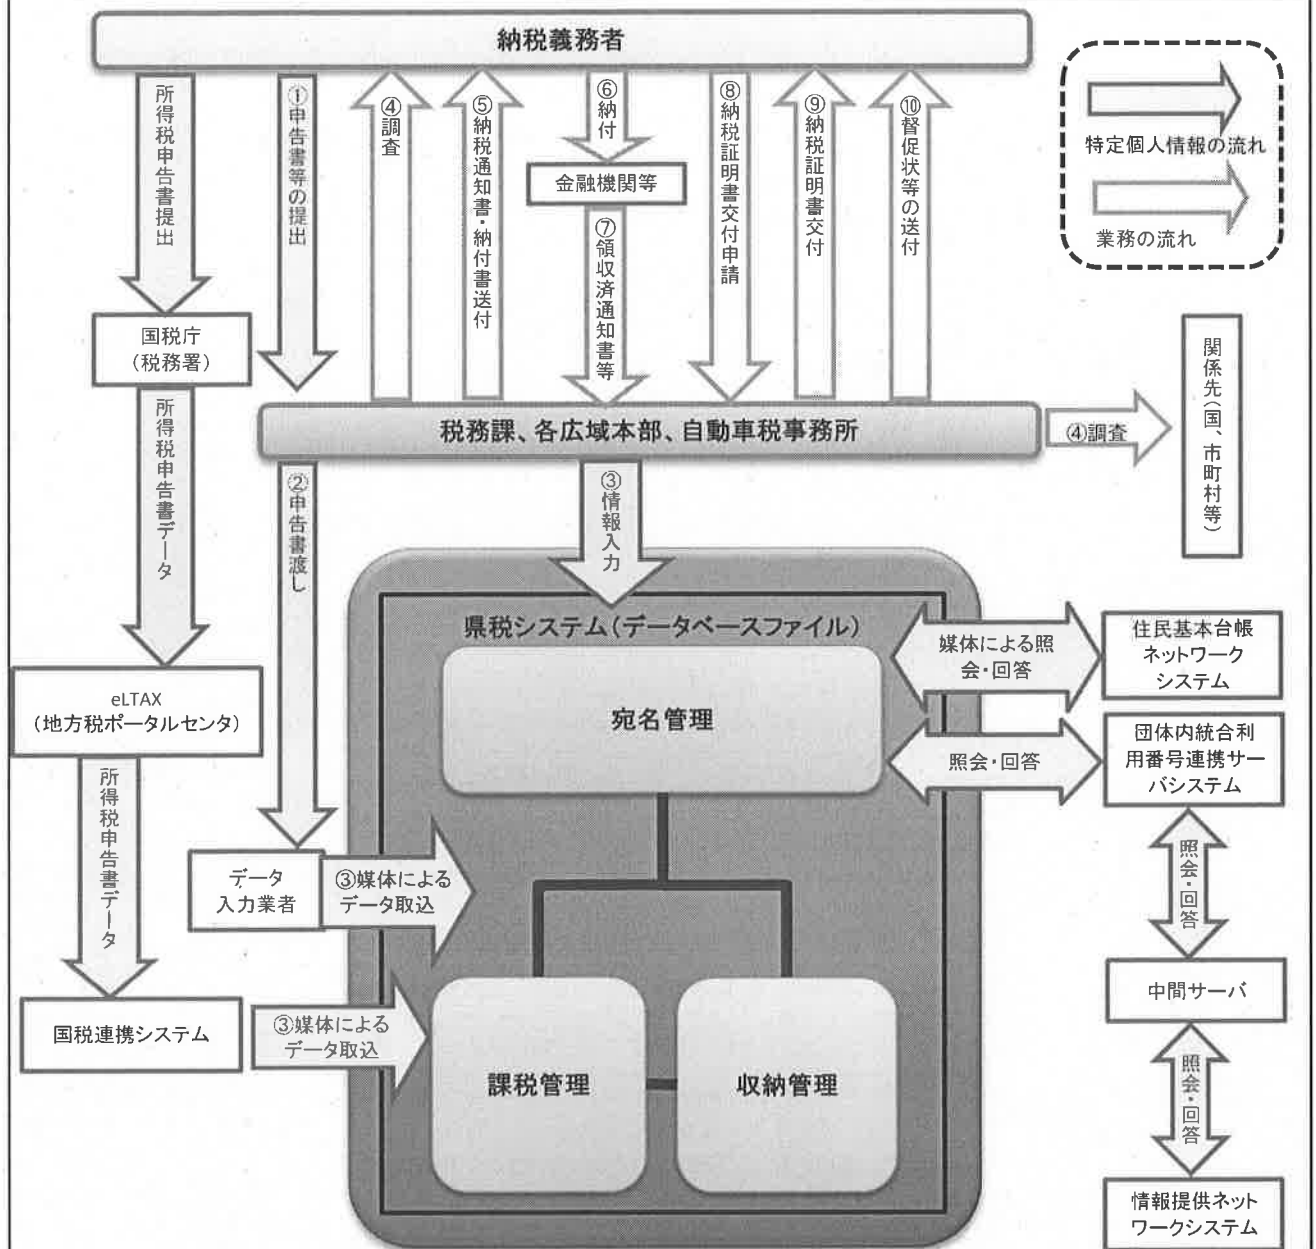 納税義務者
所得税申告書提出
①申告書等の提出
④調査
⑤納税通知書・納付書送付
⑥納付
⑧納税証明書交付申請
⑨納税証明書交付
⑩督促状等の送付
特定個人情報の流れ
業務の流れ
金融機関等
⑦領収済通知書等
国税庁
(税務署)
税務課、各広域本部、自動車税事務所
④調査
関係先(国、市町村等)
所得税申告書データ
②申告書渡し
③情報入力
県税システム(データベースファイル)
宛名管理
媒体による照
会・回答
住民基本台帳
ネットワーク
システム
照会・回答
団体内統合利
用番号連携サー
バシステム
eLTAX
(地方税ポータルセンタ)
所得税申告書データ
データ
入力業者
③媒体による
データ取込
照会・回答
中間サーバ
国税連携システム
③媒体による
データ取込
課税管理
収納管理
照会・回答
情報提供ネット
ワークシステム